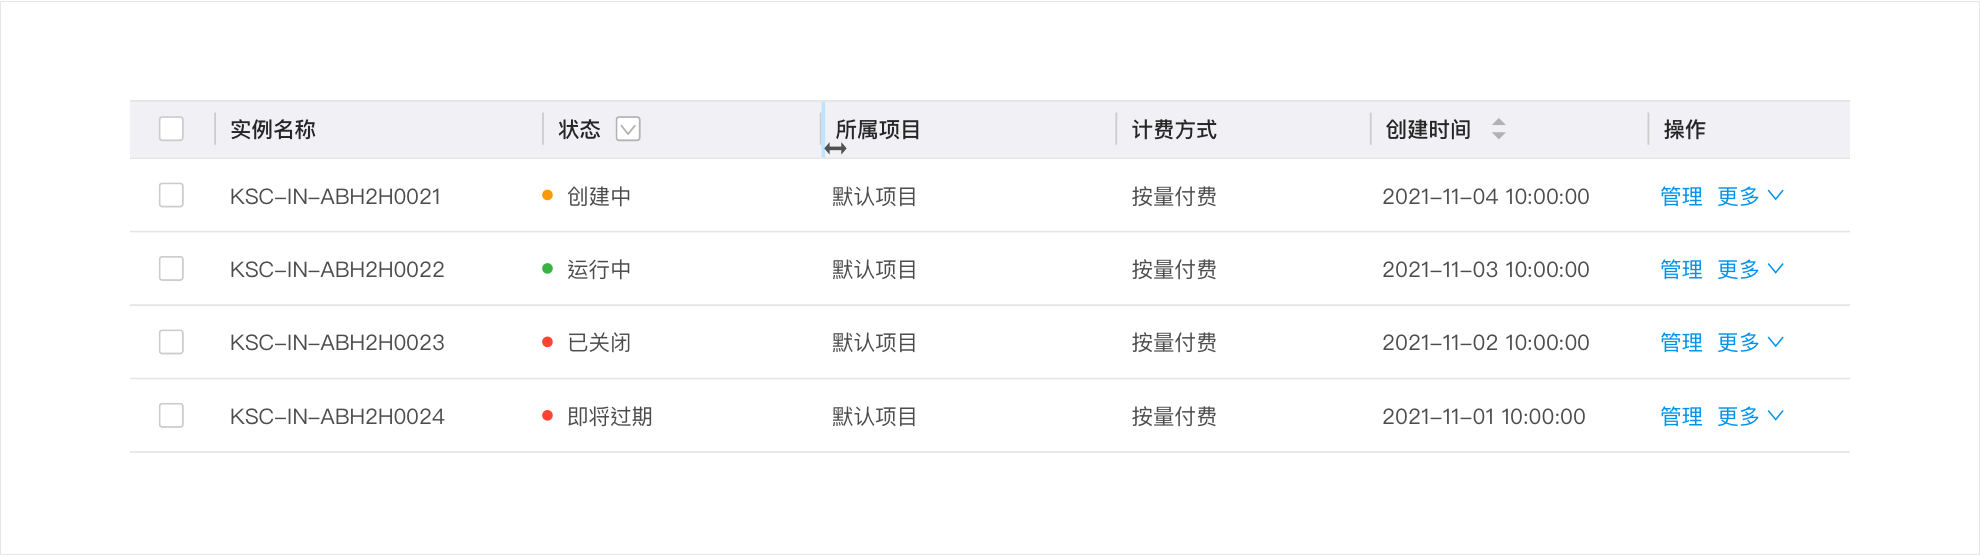 实例名称 状态 所属项目 计费方式 创建时间 操作
KSC-IN-ABH2H0021 创建中 默认项目 按量付费 2021-11-04 10:00:00 管理 更多
KSC-IN-ABH2H0022 运行中 默认项目 按量付费 2021-11-03 10:00:00 管理 更多
KSC-IN-ABH2H0023 已关闭 默认项目 按量付费 2021-11-02 10:00:00 管理 更多
KSC-IN-ABH2H0024 即将过期 默认项目 按量付费 2021-11-01 10:00:00 管理 更多